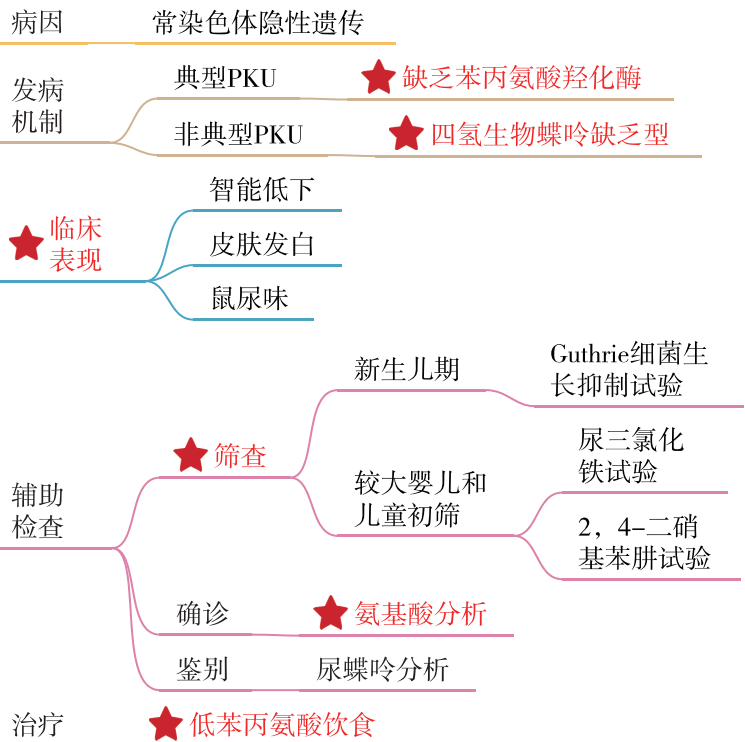 病因
常染色体隐性遗传
发病
机制
典型PKU
缺乏苯丙氨酸羟化酶
非典型PKU
四氢生物蝶呤缺乏型
临床
表现
智能低下
皮肤发白
鼠尿味
辅助
检查
筛查
新生儿期
Guthrie细菌生
长抑制试验
较大婴儿和
儿童初筛
尿三氯化
铁试验
2，4-二硝
基苯肼试验
确诊
氨基酸分析
鉴别
尿蝶呤分析
治疗
低苯丙氨酸饮食